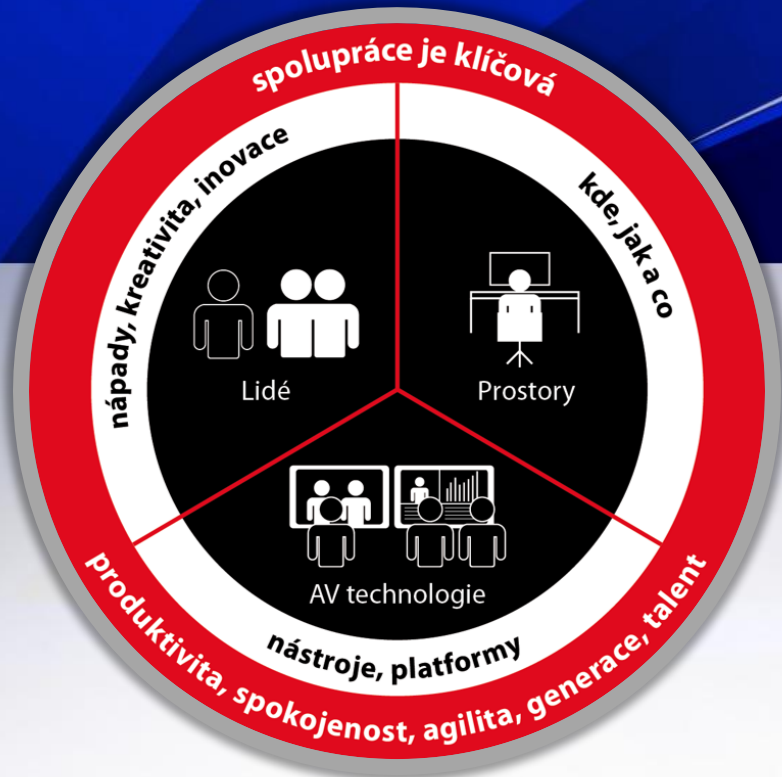 spolupráce je klíčová
nápady, kreativita, inovace
kde, jak a co
Lidé
Prostory
AV technologie
nástroje, platformy
produktivita, spokojenost, agilita, generace, talent